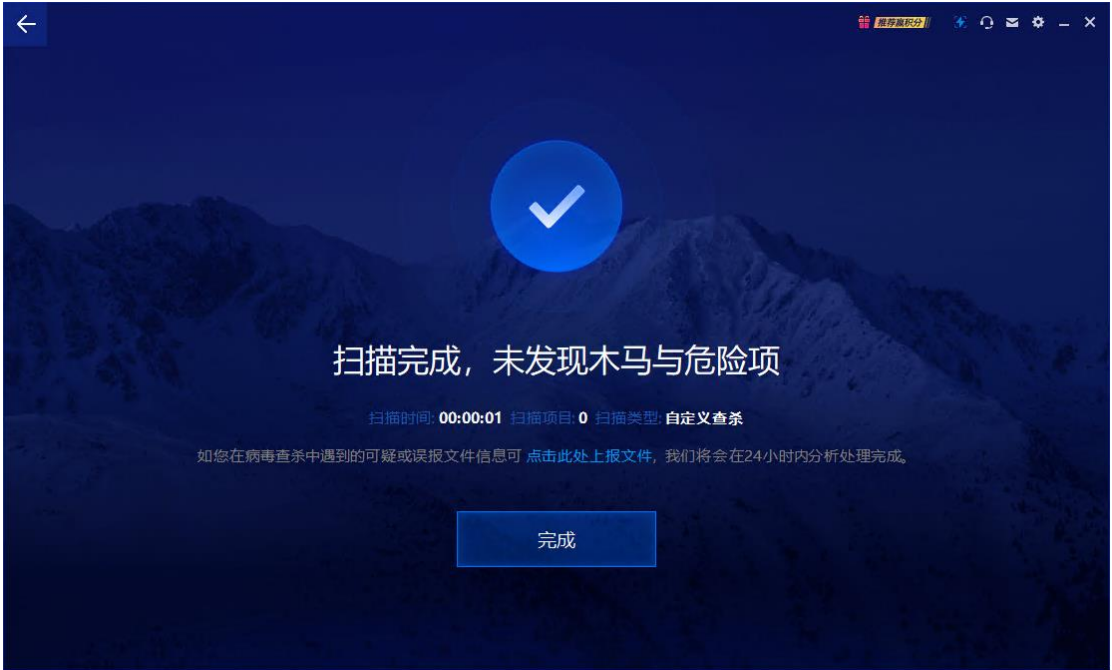 推荐赢积分
扫描完成，未发现木马与危险项
扫描时间: 00:00:01 扫描项目: 0 扫描类型: 自定义查杀
如您在病毒查杀中遇到的可疑或误报文件信息可 点击此处上报文件，我们将会在24小时内分析处理完成。
完成